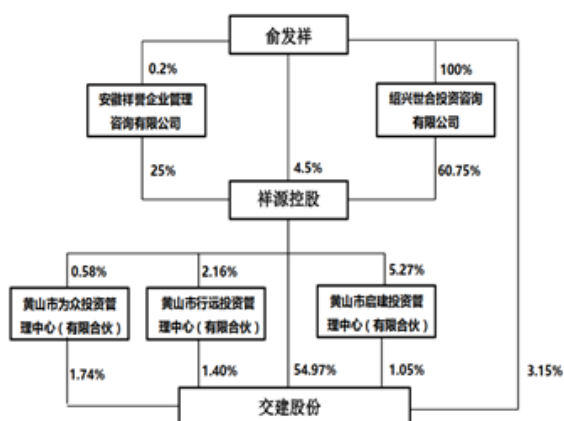 俞发祥
0.2%
100%
安徽祥誉企业管理
咨询有限公司
绍兴世合投资咨询
有限公司
25%
4.5%
60.75%
祥源控股
0.58%
2.16%
5.27%
黄山市为众投资管
理中心（有限合伙）
黄山市行远投资管
理中心（有限合伙）
黄山市启建投资管
理中心（有限合伙）
1.74%
1.40%
54.97%
1.05%
3.15%
交建股份